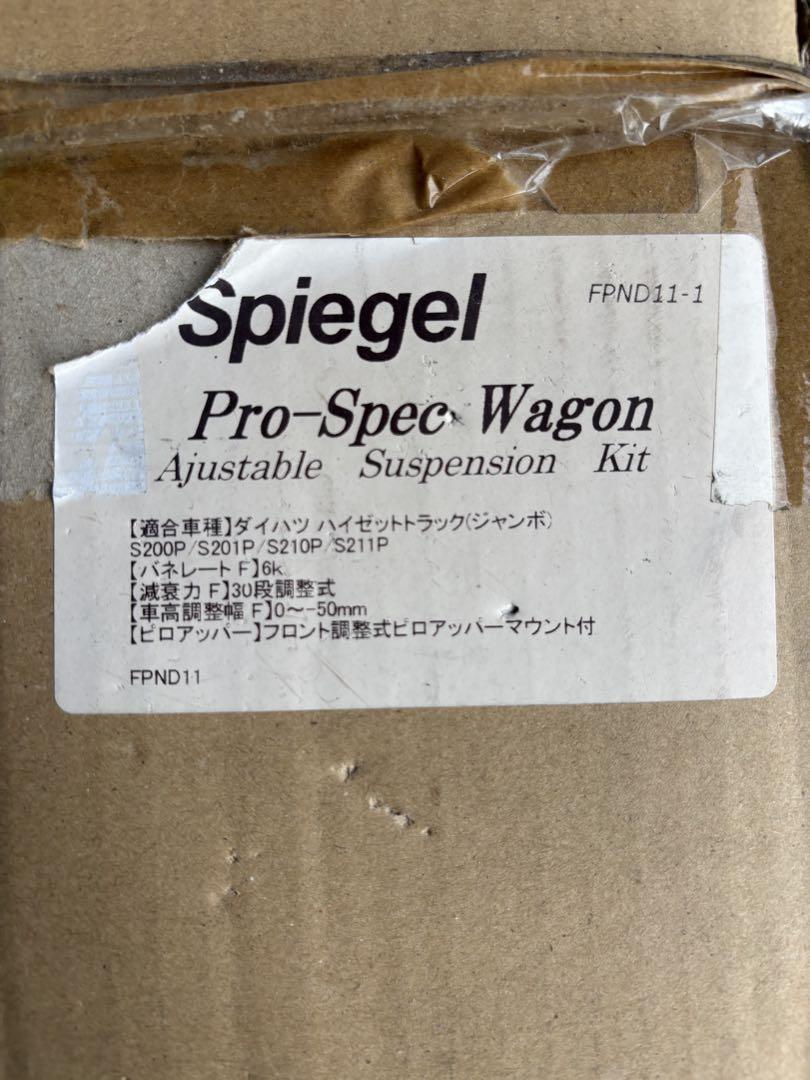 Spiegel
FPND11-1
Pro-Spec Wagon
Ajustable Suspension Kit
【適合車種】ダイハツ ハイゼットトラック(ジャンボ)
S200P/S201P/S210P/S211P
【バネレート F】6k
【減衰力 F】30段調整式
【車高調整幅 F】0～-50mm
【ピロアッパー】フロント調整式ピロアッパーマウント付
FPND11